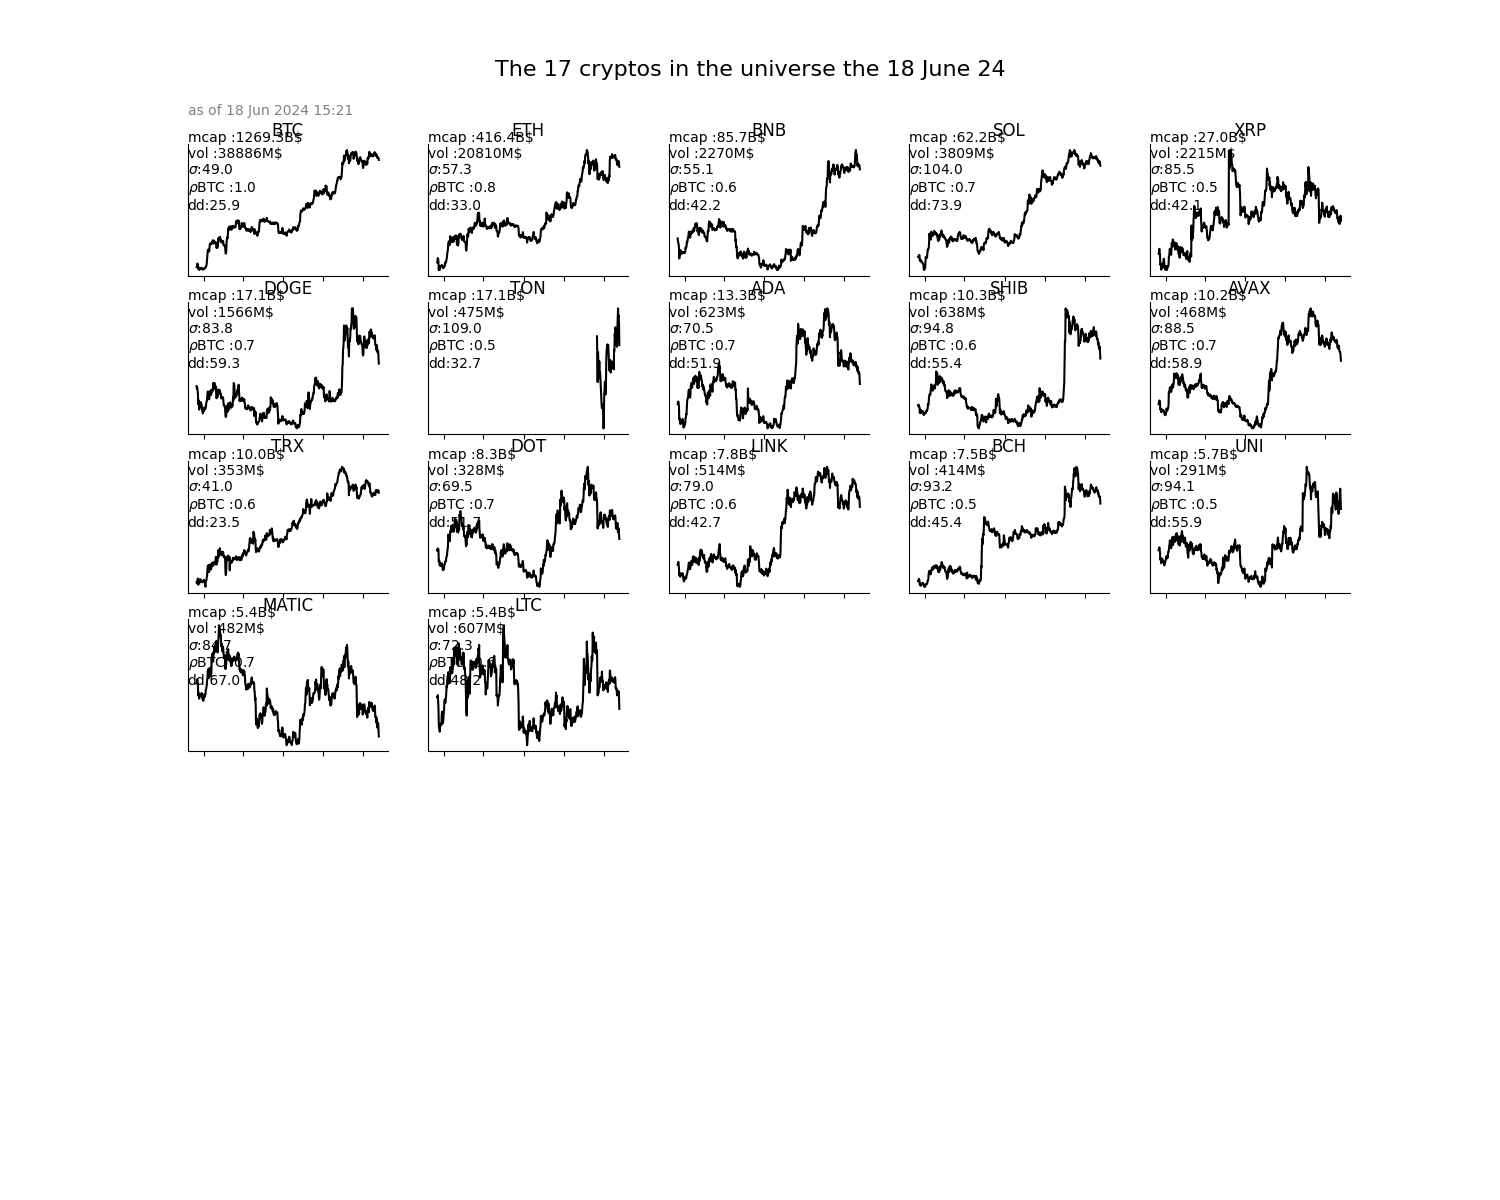 The 17 cryptos in the universe the 18 June 24
as of 18 Jun 2024 15:21
BTC
mcap :1269.3B$
vol :38886M$
σ:49.0
ρBTC :1.0
dd:25.9
ETH
mcap :416.4B$
vol :20810M$
σ:57.3
ρBTC :0.8
dd:33.0
BNB
mcap :85.7B$
vol :2270M$
σ:55.1
ρBTC :0.6
dd:42.2
SOL
mcap :62.2B$
vol :3809M$
σ:104.0
ρBTC :0.7
dd:73.9
XRP
mcap :27.0B$
vol :2215M$
σ:85.5
ρBTC :0.5
dd:42.1
DOGE
mcap :17.1B$
vol :1566M$
σ:83.8
ρBTC :0.7
dd:59.3
TON
mcap :17.1B$
vol :475M$
σ:109.0
ρBTC :0.5
dd:32.7
ADA
mcap :13.3B$
vol :623M$
σ:70.5
ρBTC :0.7
dd:51.9
SHIB
mcap :10.3B$
vol :638M$
σ:94.8
ρBTC :0.6
dd:55.4
AVAX
mcap :10.2B$
vol :468M$
σ:88.5
ρBTC :0.7
dd:58.9
TRX
mcap :10.0B$
vol :353M$
σ:41.0
ρBTC :0.6
dd:23.5
DOT
mcap :8.3B$
vol :328M$
σ:69.5
ρBTC :0.7
LINK
mcap :7.8B$
vol :514M$
σ:79.0
ρBTC :0.6
dd:42.7
BCH
mcap :7.5B$
vol :414M$
σ:93.2
ρBTC :0.5
dd:45.4
UNI
mcap :5.7B$
vol :291M$
σ:94.1
ρBTC :0.5
dd:55.9
MATIC
mcap :5.4B$
vol :482M$
σ:84.7
ρBTC :0.7
dd:67.0
LTC
mcap :5.4B$
vol :607M$
σ:72.3
dd:48.2